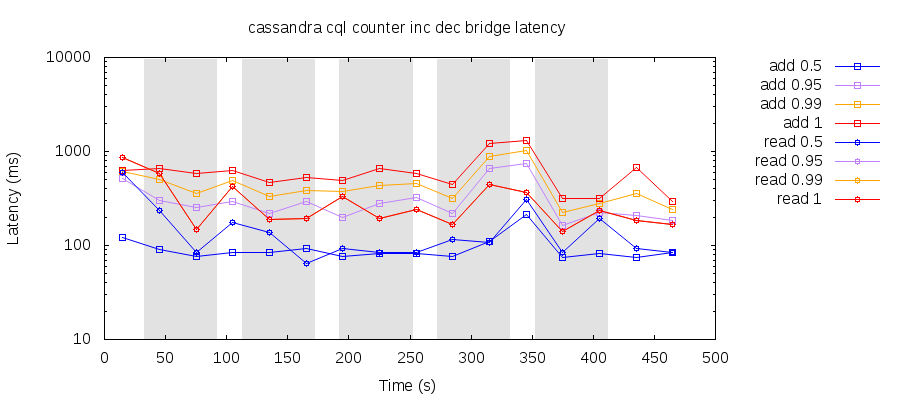 cassandra cql counter inc dec bridge latency
Latency (ms)
10000
1000
100
10
0 50 100 150 200 250 300 350 400 450 500
Time (s)
add 0.5
add 0.95
add 0.99
add 1
read 0.5
read 0.95
read 0.99
read 1